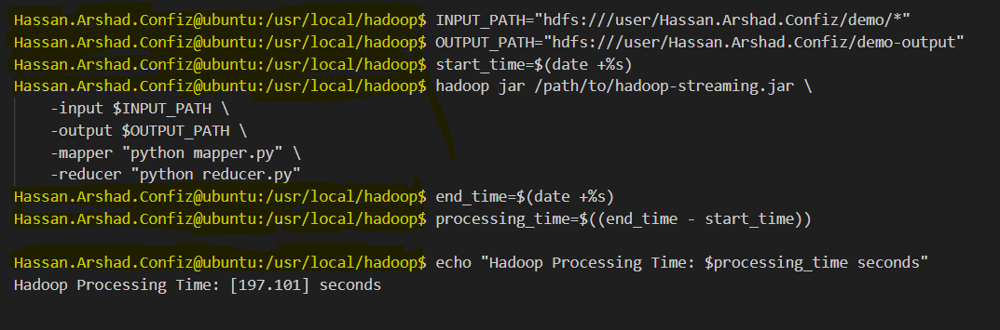 Hassan.Arshad.Confiz@ubuntu:/usr/local/hadoop$ INPUT_PATH="hdfs:///user/Hassan.Arshad.Confiz/demo/*"
Hassan.Arshad.Confiz@ubuntu:/usr/local/hadoop$ OUTPUT_PATH="hdfs:///user/Hassan.Arshad.Confiz/demo-output"
Hassan.Arshad.Confiz@ubuntu:/usr/local/hadoop$ start_time=$(date +%s)
Hassan.Arshad.Confiz@ubuntu:/usr/local/hadoop$ hadoop jar /path/to/hadoop-streaming.jar \
    -input $INPUT_PATH \
    -output $OUTPUT_PATH \
    -mapper "python mapper.py" \
    -reducer "python reducer.py"
Hassan.Arshad.Confiz@ubuntu:/usr/local/hadoop$ end_time=$(date +%s)
Hassan.Arshad.Confiz@ubuntu:/usr/local/hadoop$ processing_time=$((end_time - start_time))
Hassan.Arshad.Confiz@ubuntu:/usr/local/hadoop$ echo "Hadoop Processing Time: $processing_time seconds"
Hadoop Processing Time: [197.101] seconds